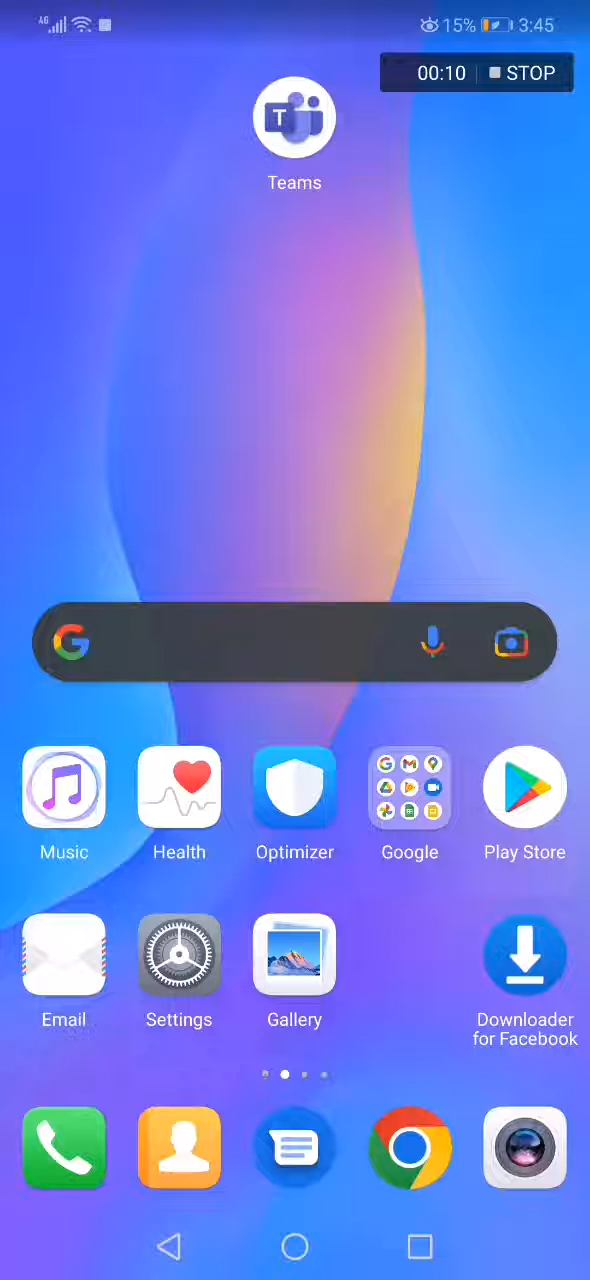 4G
15%
3:45
00:10
STOP
T
Teams
Music
Health
Optimizer
Google
Play Store
Email
Settings
Gallery
Downloader
for Facebook